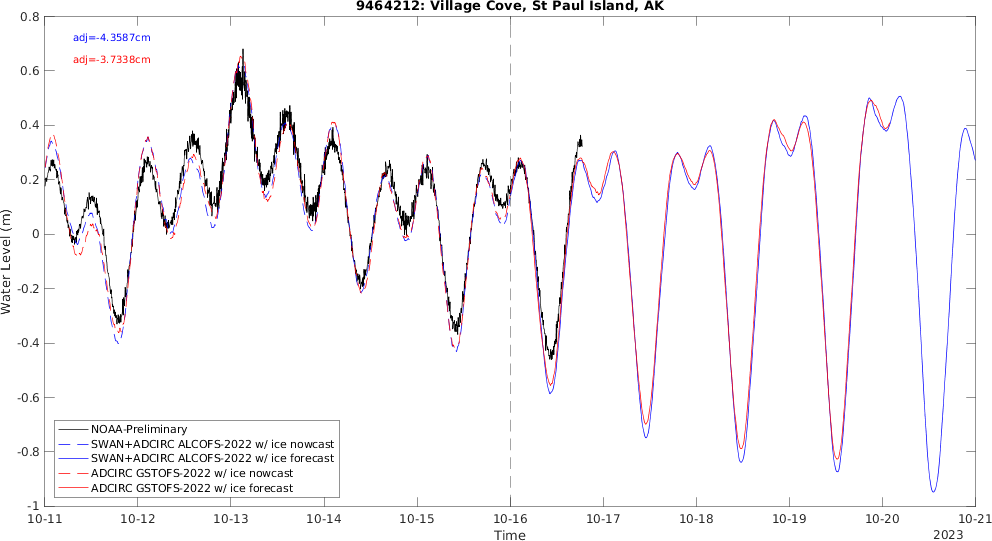 9464212: Village Cove, St Paul Island, AK
adj=-4.3587cm
adj=-3.7338cm
Water Level (m)
0.8
0.6
0.4
0.2
0
-0.2
-0.4
-0.6
-0.8
-1
NOAA-Preliminary
SWAN+ADCIRC ALCOFS-2022 w/ ice nowcast
SWAN+ADCIRC ALCOFS-2022 w/ ice forecast
ADCIRC GSTOFS-2022 w/ ice nowcast
ADCIRC GSTOFS-2022 w/ ice forecast
10-11 10-12 10-13 10-14 10-15 10-16 10-17 10-18 10-19 10-20 10-21
Time
2023